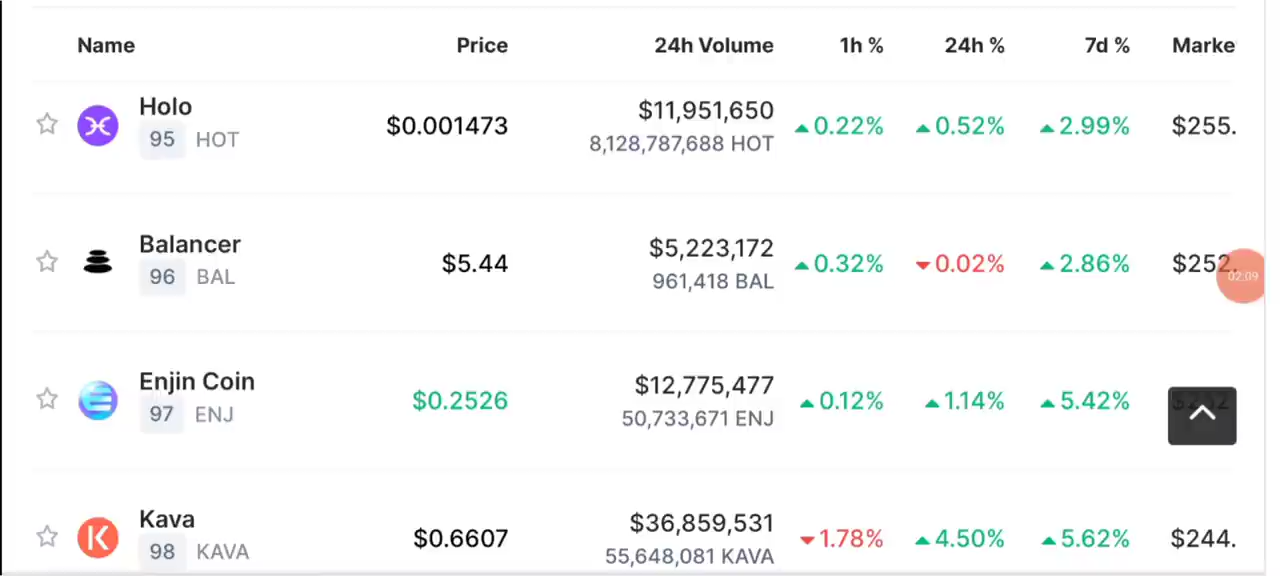 Name Price 24h Volume 1h % 24h % 7d % Marke
Holo $0.001473 $11,951,650 0.22% 0.52% 2.99% $255.
95 HOT 8,128,787,688 HOT
Balancer $5.44 $5,223,172 0.32% 0.02% 2.86% $252.
96 BAL 961,418 BAL
02:09
Enjin Coin $0.2526 $12,775,477 0.12% 1.14% 5.42%
97 ENJ 50,733,671 ENJ
Kava $0.6607 $36,859,531 1.78% 4.50% 5.62% $244.
98 KAVA 55,648,081 KAVA